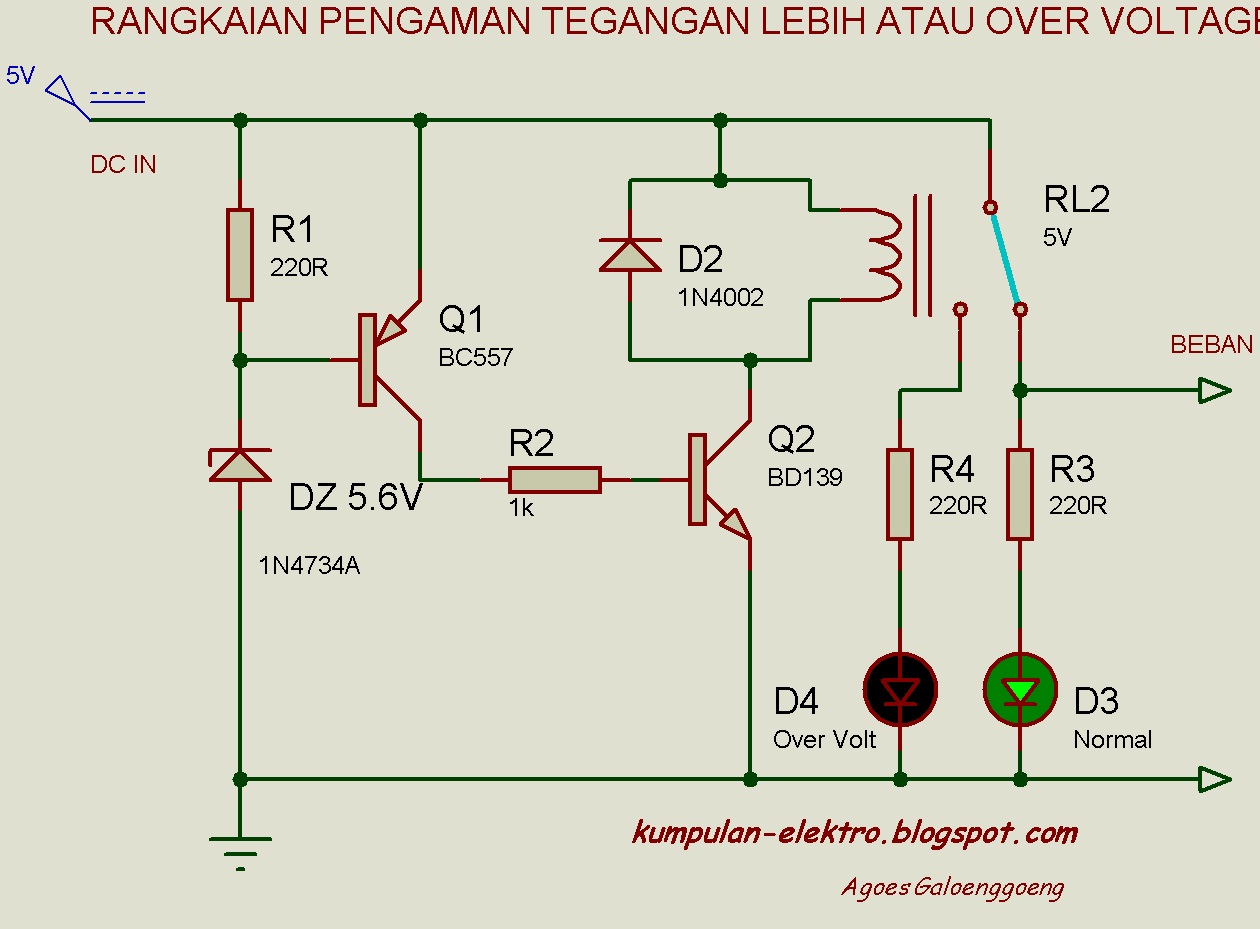 RANGKAIAN PENGAMAN TEGANGAN LEBIH ATAU OVER VOLTAGE
5V
DC IN
R1
220R
RL2
5V
D2
1N4002
Q1
BC557
BEBAN
R2
1k
Q2
BD139
R4
220R
R3
220R
DZ 5.6V
1N4734A
D4
Over Volt
D3
Normal
kumpulan-elektro.blogspot.com
Agoes Galoenggoeng